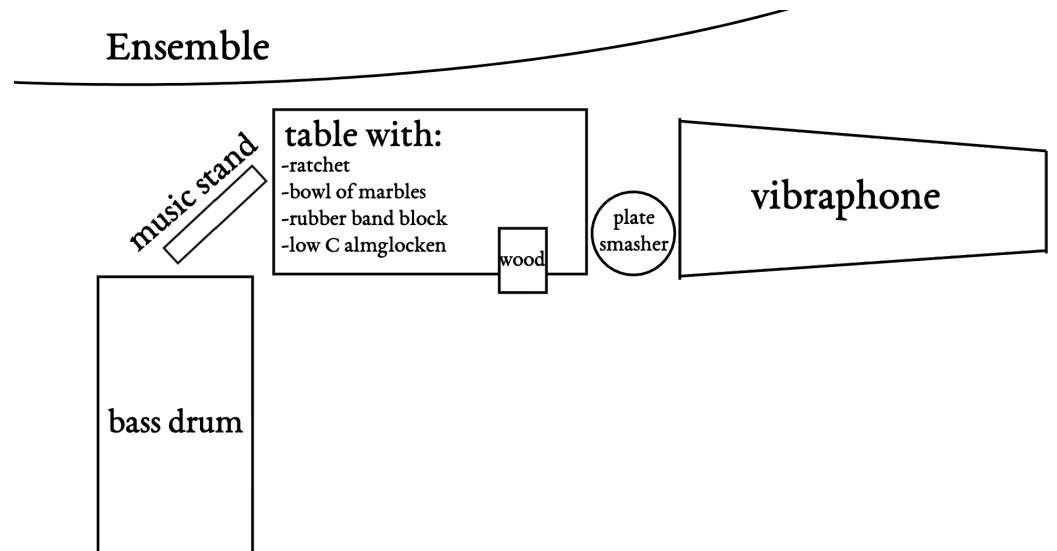 Ensemble
music stand
table with:
-ratchet
-bowl of marbles
-rubber band block
-low C almglocken
wood
plate
smasher
vibraphone
bass drum